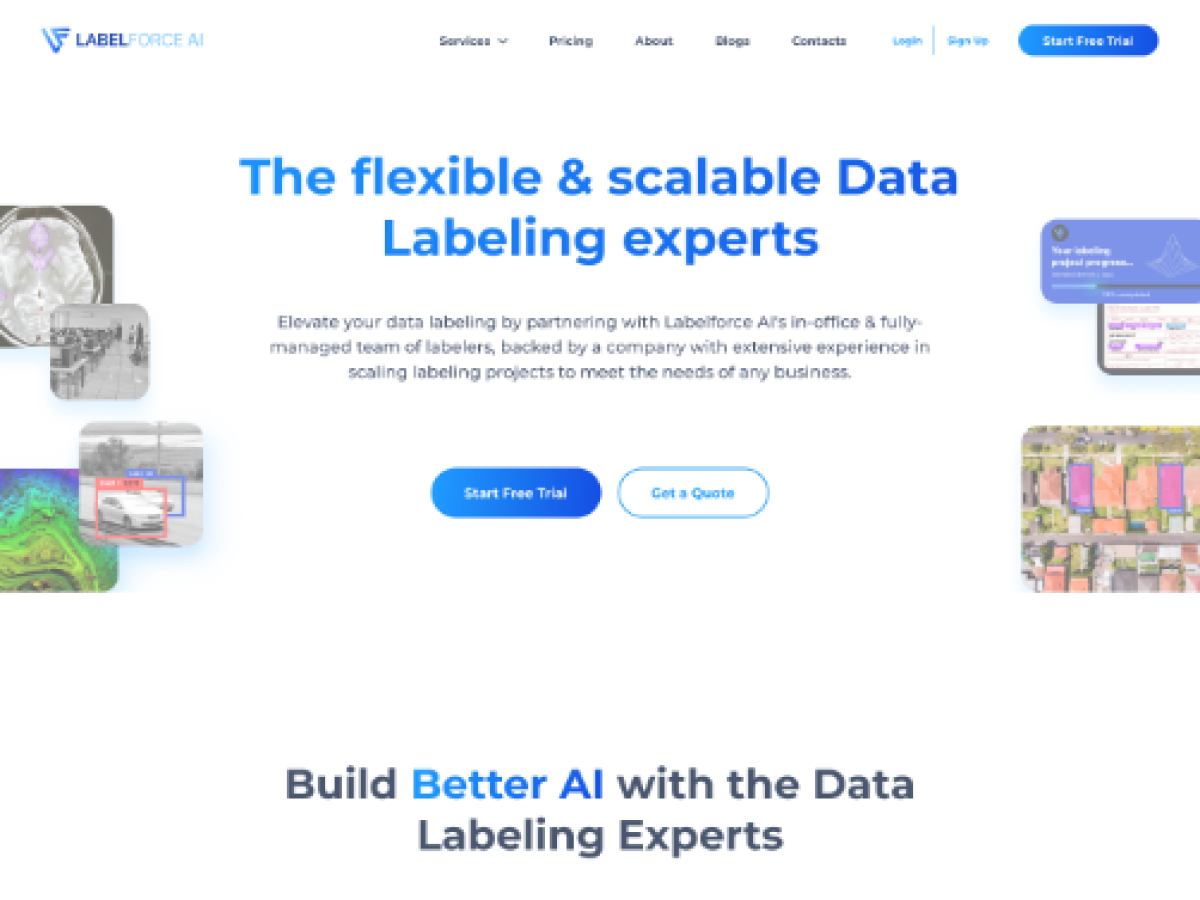 LABELFORCE AI
Services
Pricing
About
Blogs
Contacts
Login
Sign Up
Start Free Trial
The flexible & scalable Data
Labeling experts
Elevate your data labeling by partnering with Labelforce AI's in-office & fully-
managed team of labelers, backed by a company with extensive experience in
scaling labeling projects to meet the needs of any business.
Your labeling
project progress...
Start Free Trial
Get a Quote
Build Better AI with the Data
Labeling Experts